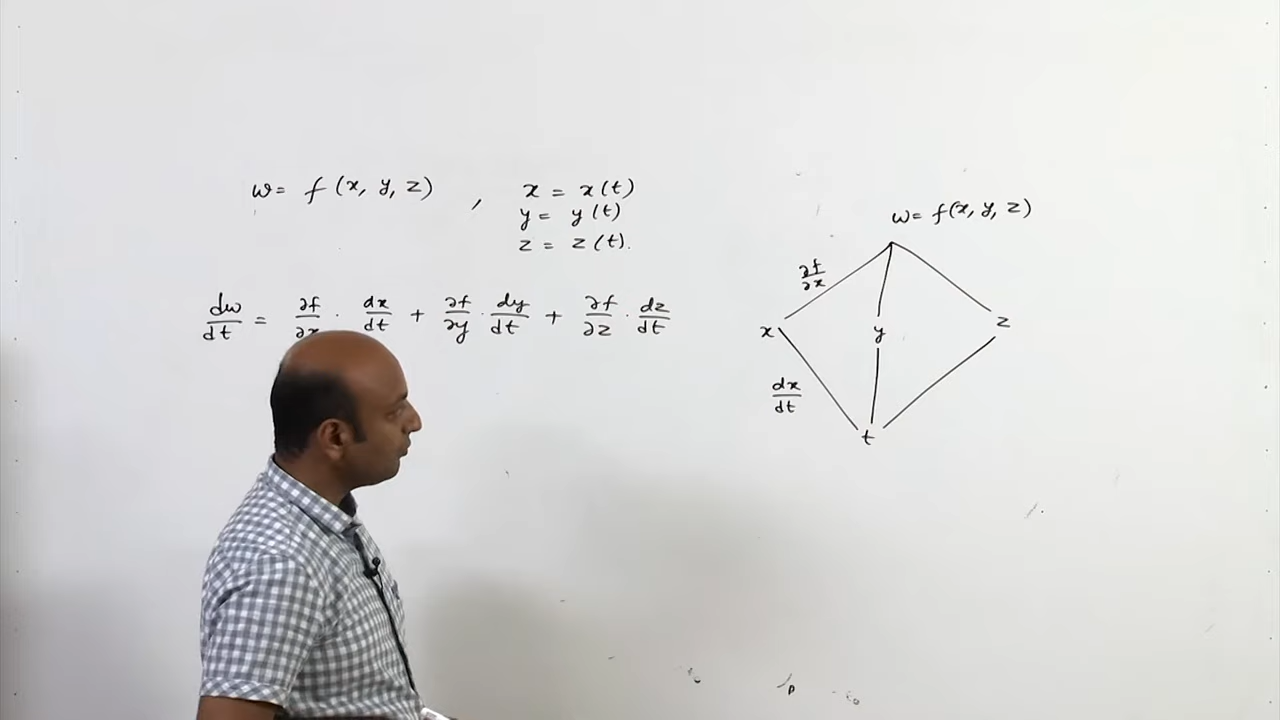 w = f(x, y, z) , x = x(t)
y = y(t)
z = z(t).
dw/dt = ∂f/∂x · dx/dt + ∂f/∂y · dy/dt + ∂f/∂z · dz/dt
w = f(x, y, z)
∂f/∂x
x y z
dx/dt
t